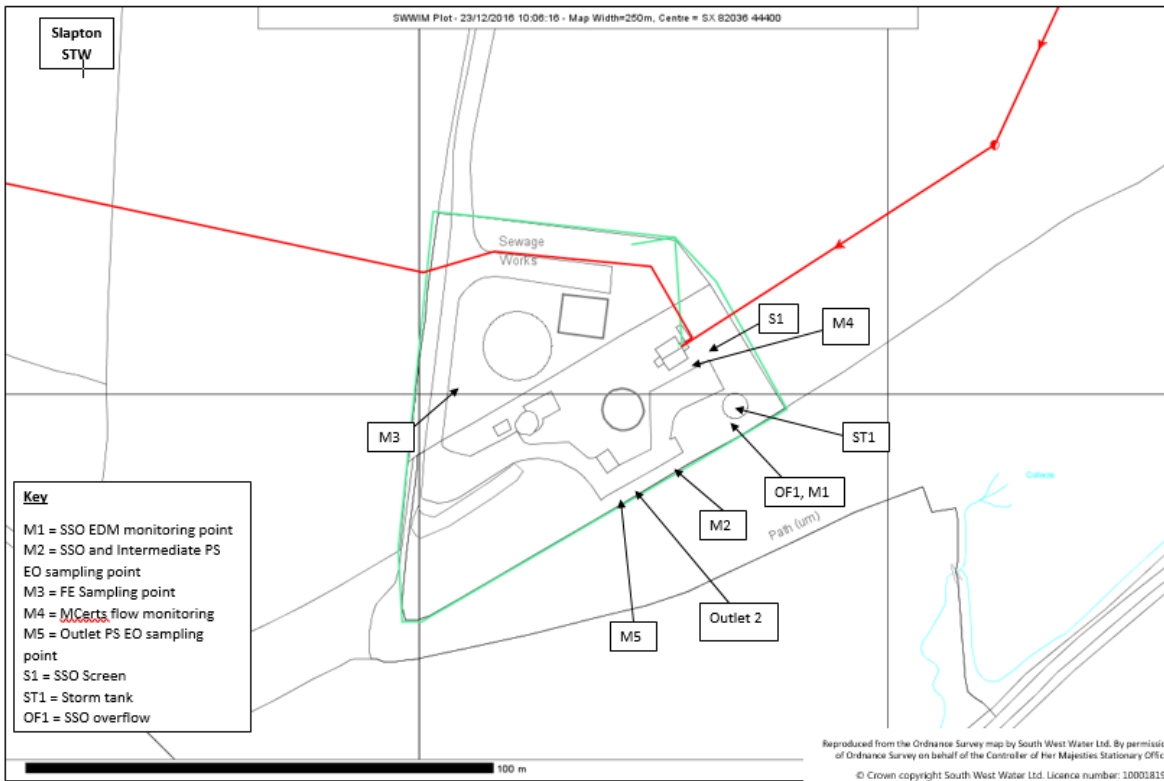 SWWIM Plot - 23/12/2016 10:06:16 - Map Width=250m, Centre = SX 82036 44400
Slapton
STW
Sewage
Works
S1
M4
M3
ST1
OF1, M1
M2
Path (um)
Outlet 2
M5
Collects
Key
M1 = SSO EDM monitoring point
M2 = SSO and Intermediate PS
EO sampling point
M3 = FE Sampling point
M4 = MCerts flow monitoring
M5 = Outlet PS EO sampling
point
S1 = SSO Screen
ST1 = Storm tank
OF1 = SSO overflow
100 m
Reproduced from the Ordnance Survey map by South West Water Ltd. By permissio
of Ordnance Survey on behalf of the Controller of Her Majesties Stationary Offic
© Crown copyright South West Water Ltd. Licence number: 10001819